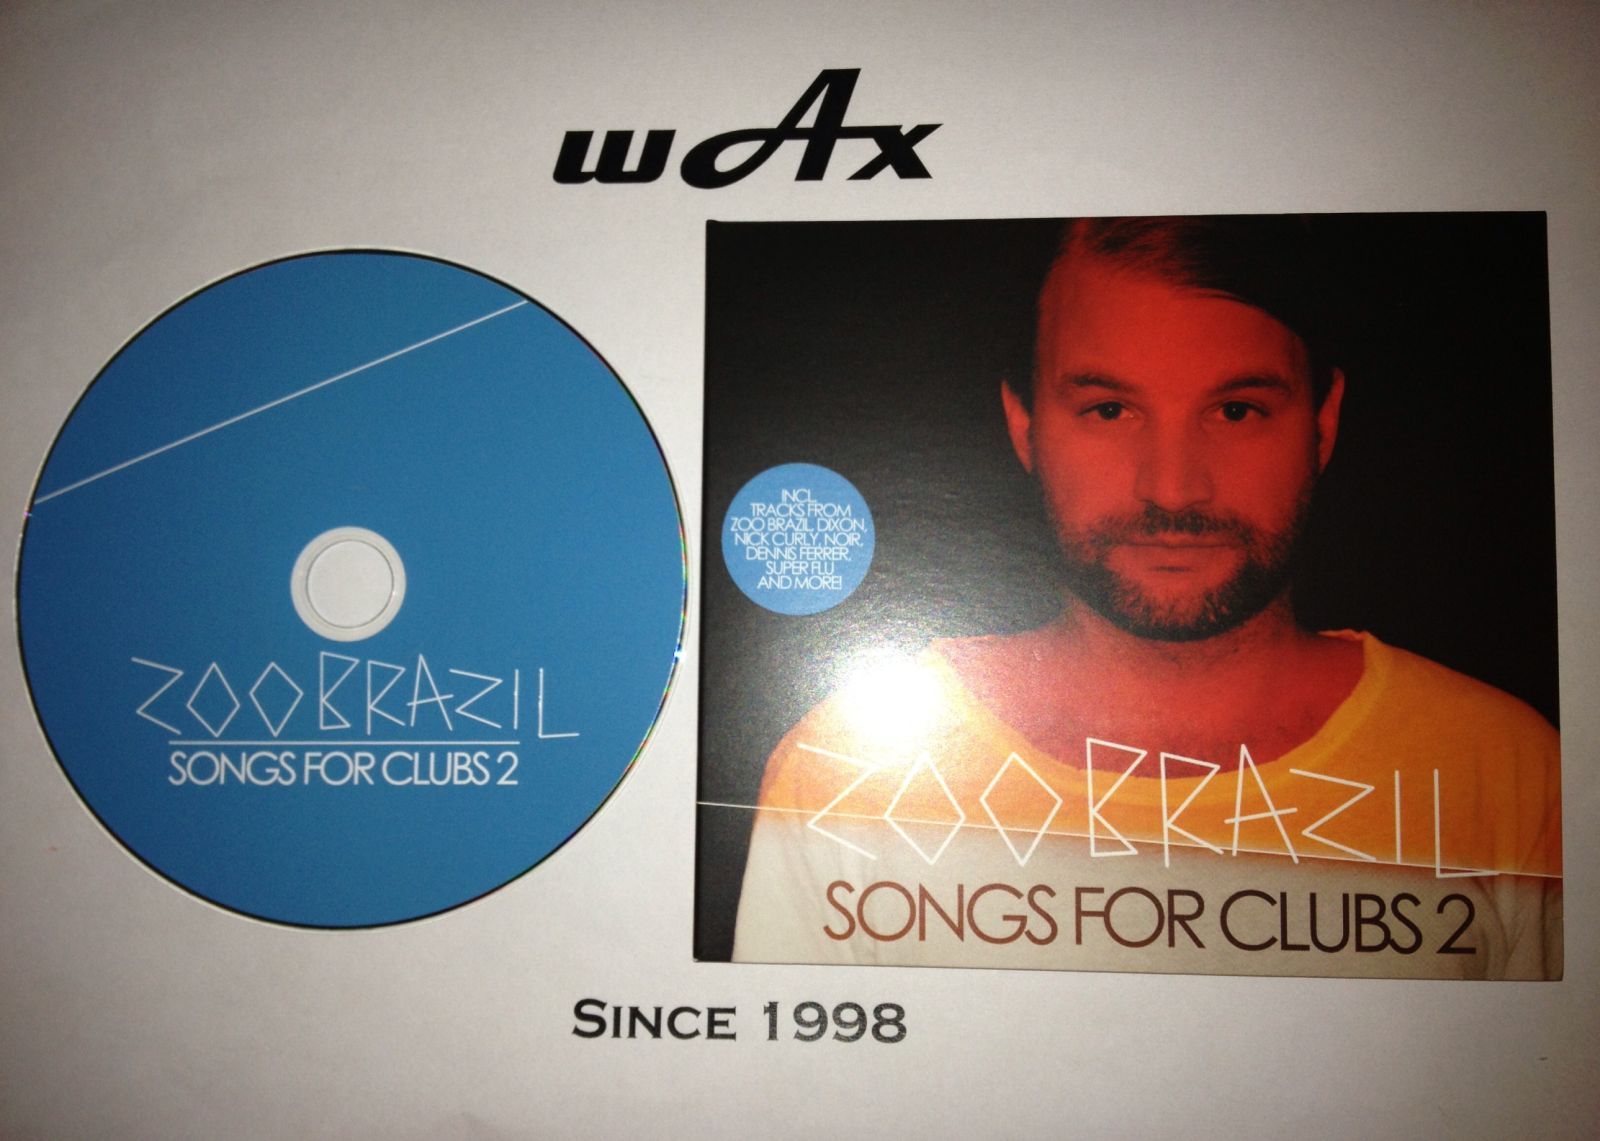 wAx
ZOO BRAZIL
SONGS FOR CLUBS 2
INCL.
TRACKS FROM
ZOO BRAZIL, DIXON,
NICK CURLY, NOIR,
DENNIS FERRER,
SUPER FLU
AND MORE!
ZOO BRAZIL
SONGS FOR CLUBS 2
SINCE 1998